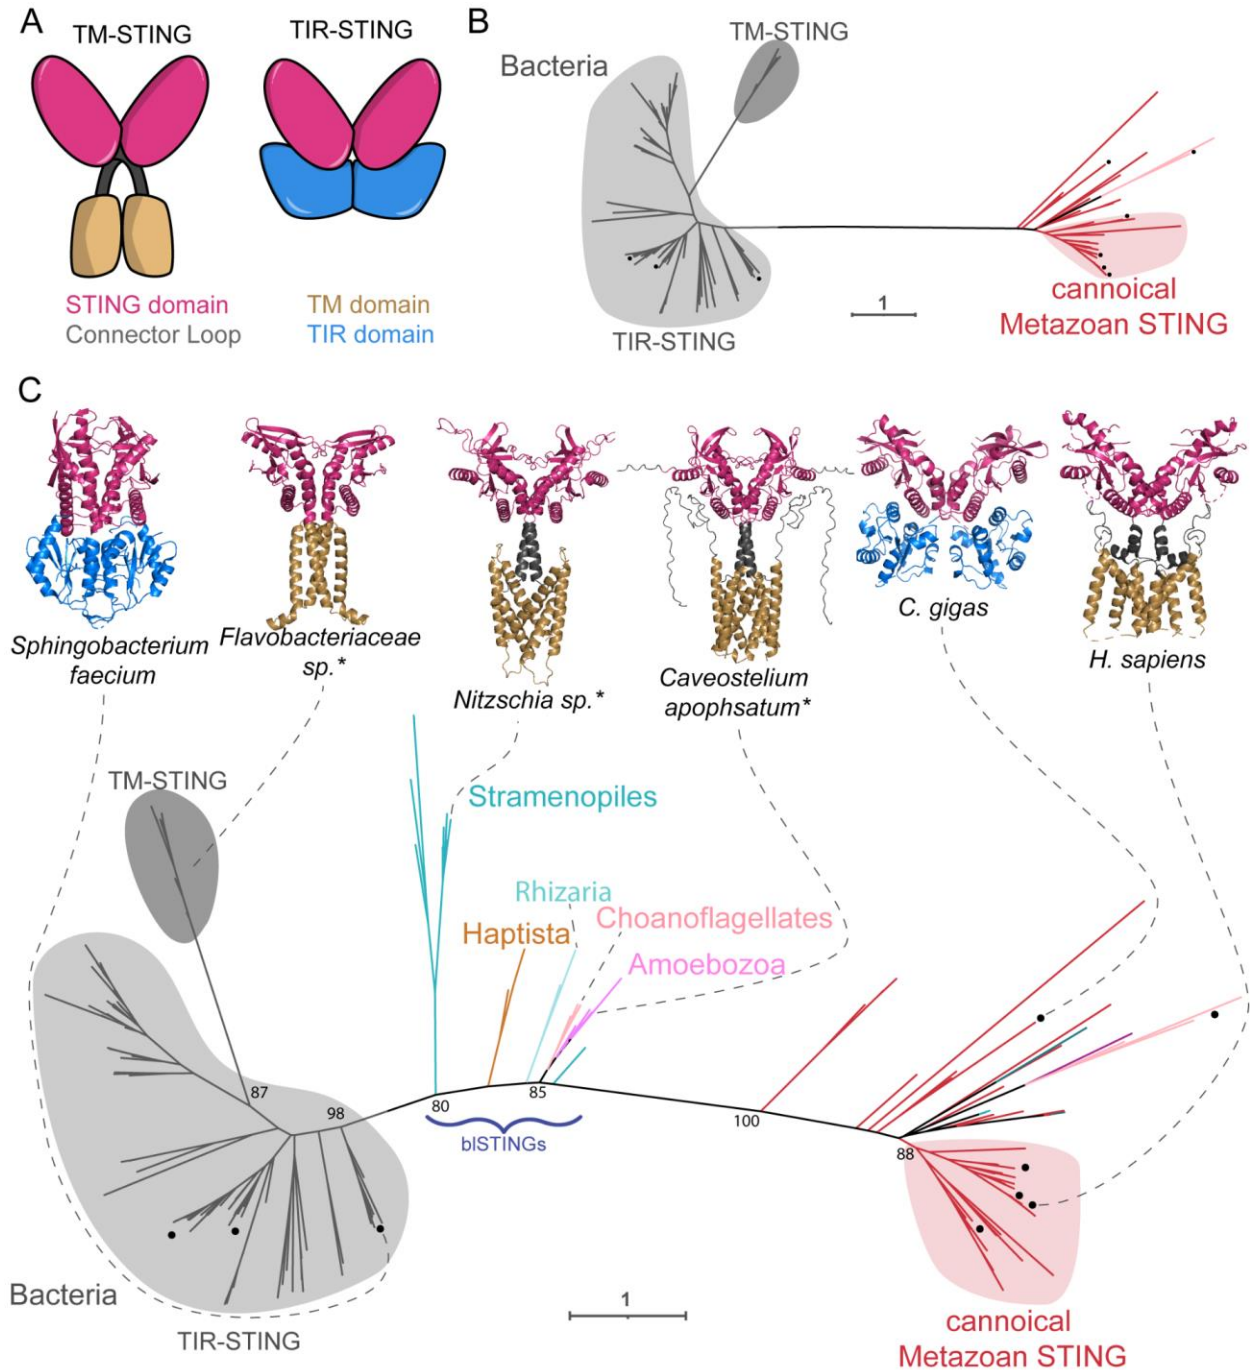 A
TM-STING
TIR-STING
STING domain
Connector Loop
TM domain
TIR domain
B
Bacteria
TM-STING
TIR-STING
1
cannoical
Metazoan STING
C
Sphingobacterium
faecium
Flavobacteriaceae
sp.*
Nitzschia sp.*
Caveostelium
apophsatum*
C. gigas
H. sapiens
TM-STING
Stramenopiles
Haptista
Rhizaria
Choanoflagellates
Amoebozoa
87
98
80
85
blSTINGs
100
88
Bacteria
TIR-STING
1
cannoical
Metazoan STING